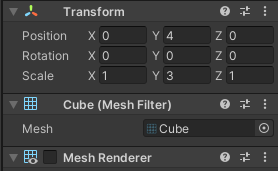 Transform
Position X 0 Y 4 Z 0
Rotation X 0 Y 0 Z 0
Scale X 1 Y 3 Z 1
Cube (Mesh Filter)
Mesh Cube
Mesh Renderer